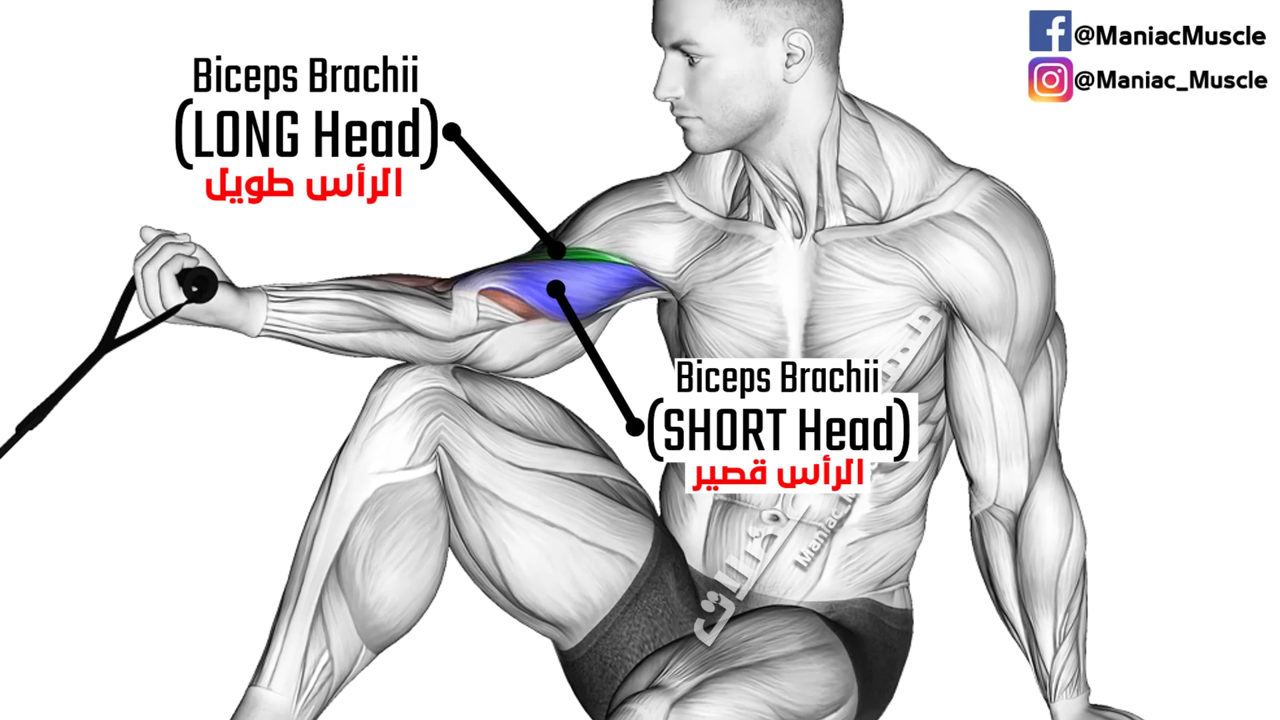 @ManiacMuscle
@Maniac_Muscle
Biceps Brachii
(LONG Head)
الرأس طويل
Biceps Brachii
(SHORT Head)
الرأس قصير